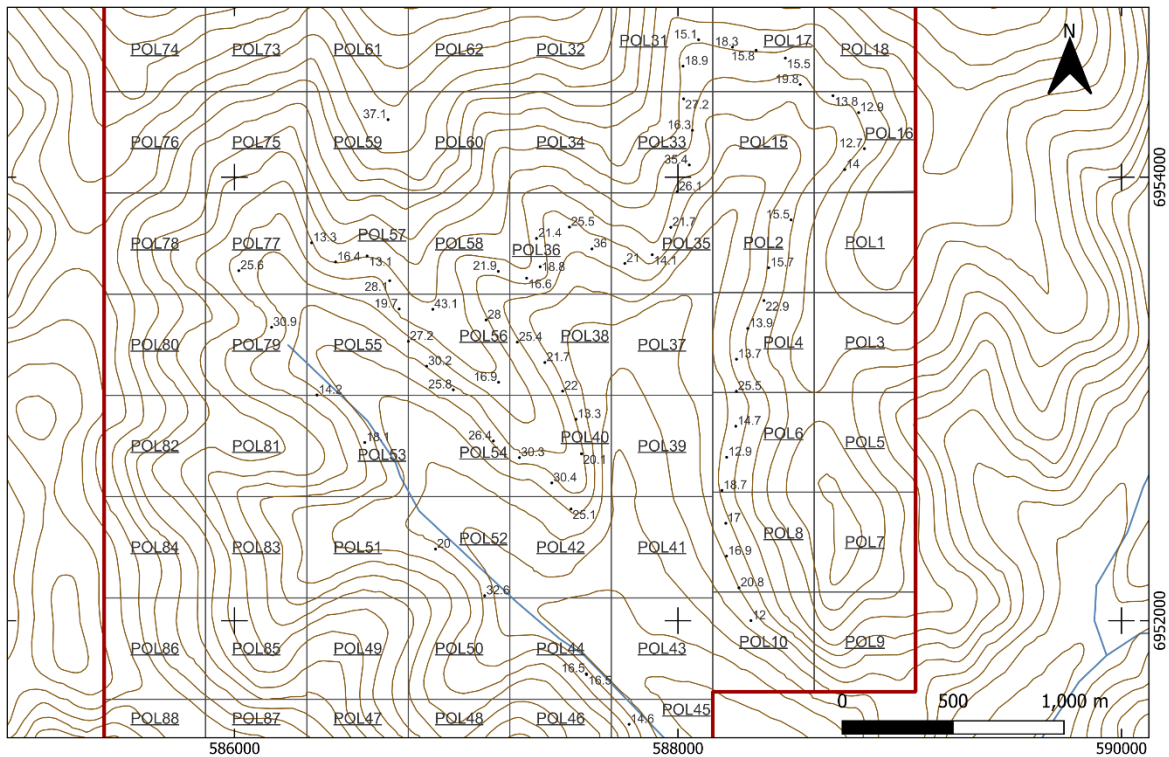 POL74 POL73 POL61 POL62 POL32 POL31 15.1 18.3 15.8 POL17 POL18 N
18.9 15.5
19.8
37.1 27.2 13.8 12.9
16.3 POL16
POL76 POL75 POL59 POL60 POL34 POL33 POL15 12.7
35.4 14
26.1 6954000
25.5 21.7 15.5
POL78 POL77 13.3 POL57 POL58 21.4 POL36 36 POL35 POL2 POL1
25.6 16.4 13.1 21.9 18.8 21 14.1 15.7
28.1 16.6
19.7 43.1 28 22.9
30.9 13.9
POL80 POL79 POL55 27.2 POL56 25.4 POL38 POL37 POL4 POL3
30.2 21.7 13.7
14.2 25.8 16.9 22 25.5
13.3 14.7
POL82 POL81 18.1 POL53 26.4 POL54 30.3 POL40 20.1 POL39 12.9 POL6 POL5
30.4 18.7
25.1 17
POL84 POL83 POL51 20 POL52 POL42 POL41 16.9 POL8 POL7
32.6 20.8
12 6952000
POL86 POL85 POL49 POL50 POL44 POL43 POL10 POL9
16.5 16.5
0 500 1,000 m
POL88 POL87 POL47 POL48 POL46 14.6 POL45
586000 588000 590000